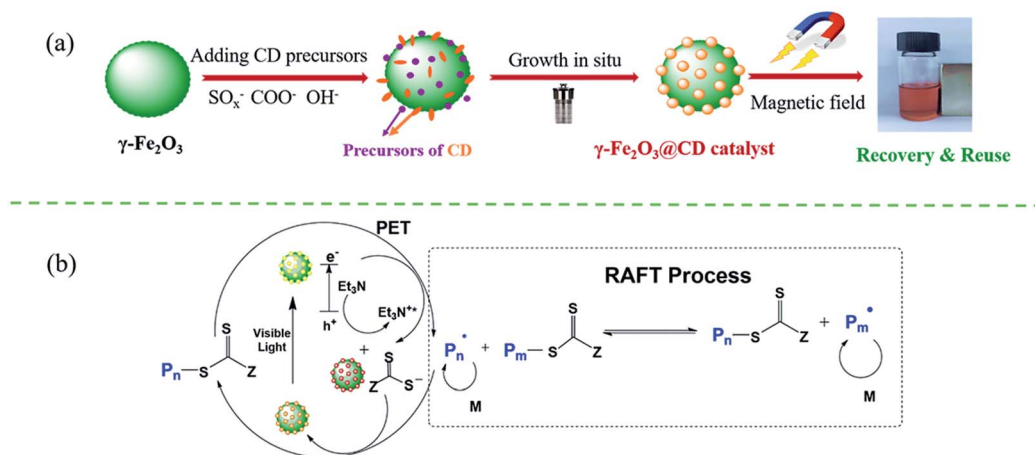 (a)
Adding CD precursors
SOₓ⁻ COO⁻ OH⁻
γ-Fe₂O₃
Precursors of CD
Growth in situ
γ-Fe₂O₃@CD catalyst
Magnetic field
Recovery & Reuse
(b)
PET
e⁻
Et₃N
h⁺
Et₃N⁺•
Visible
Light
S
Pₙ
S
Z
+
S
Z
S⁻
RAFT Process
Pₙ•
M
+
Pₘ
S
S
Z
Pₙ
S
S
Z
+
Pₘ•
M